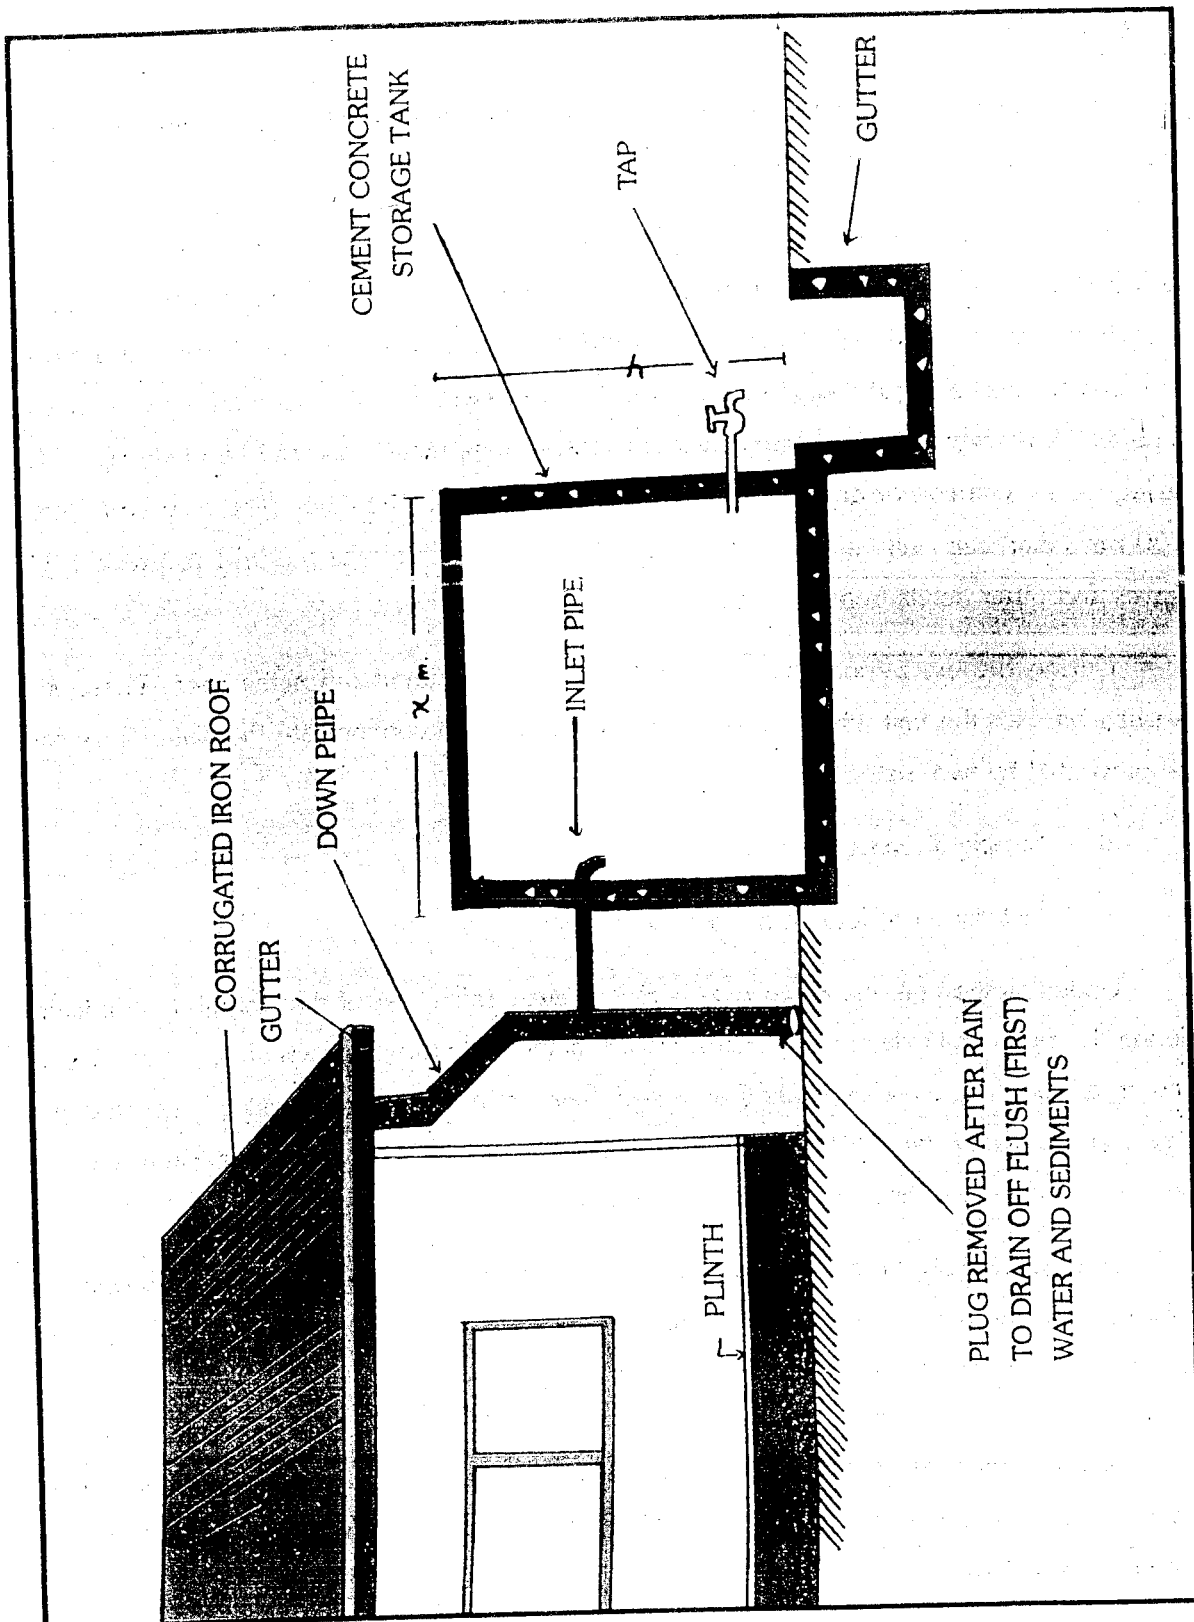 CORRUGATED IRON ROOF
GUTTER
DOWN PEIPE
x m.
CEMENT CONCRETE
STORAGE TANK
INLET PIPE.
h
TAP
GUTTER
PLINTH
PLUG REMOVED AFTER RAIN
TO DRAIN OFF FLUSH (FIRST)
WATER AND SEDIMENTS